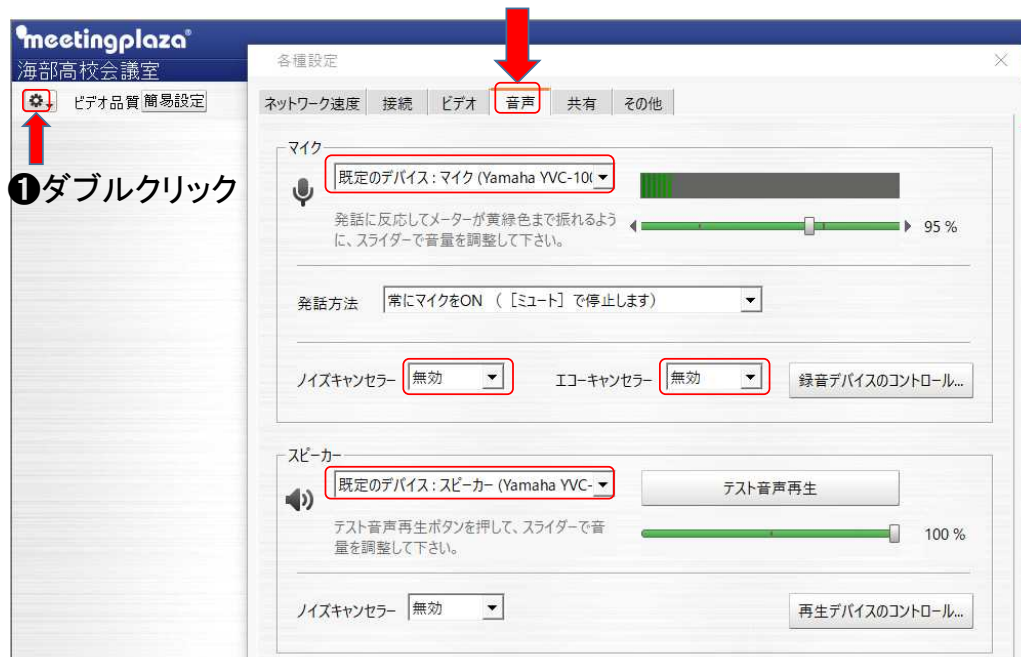 meetingplaza®
海部高校会議室
ビデオ品質 簡易設定
❶ダブルクリック
各種設定
ネットワーク速度 接続 ビデオ 音声 共有 その他
マイク
既定のデバイス : マイク (Yamaha YVC-100
発話に反応してメーターが黄緑色まで振れるよう
に、スライダーで音量を調整して下さい。
95 %
発話方法 常にマイクをON （ ［ミュート］で停止します）
ノイズキャンセラー 無効 エコーキャンセラー 無効 録音デバイスのコントロール...
スピーカー
既定のデバイス : スピーカー (Yamaha YVC-
テスト音声再生
テスト音声再生ボタンを押して、スライダーで音
量を調整して下さい。
100 %
ノイズキャンセラー 無効 再生デバイスのコントロール...